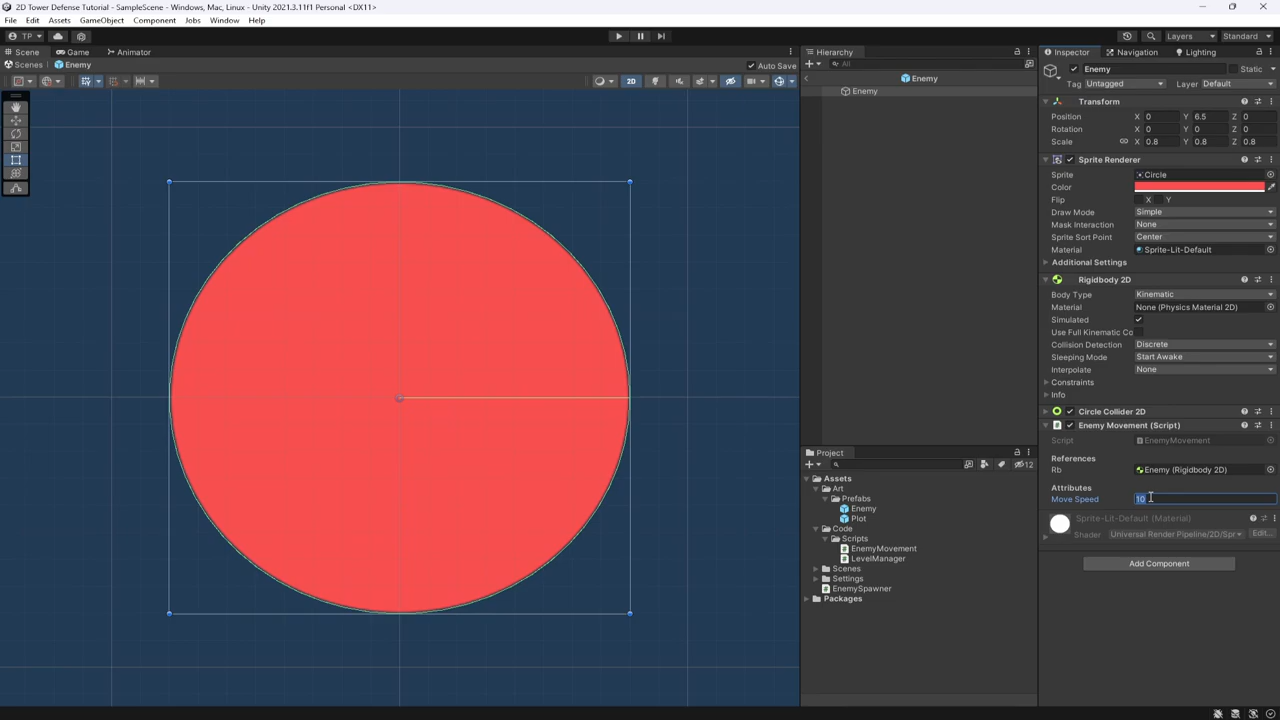 2D Tower Defense Tutorial - SampleScene - Windows, Mac, Linux - Unity 2021.3.11f1 Personal <DX11>
File Edit Assets GameObject Component Jobs Window Help
TP Layers Standard
Scene Game Animator Hierarchy Inspector Navigation Lighting
Scenes Enemy Auto Save All
2D
Enemy
Enemy
Enemy Static
Tag Untagged Layer Default
Transform
Position X 0 Y 6.5 Z 0
Rotation X 0 Y 0 Z 0
Scale X 0.8 Y 0.8 Z 0.8
Sprite Renderer
Sprite Circle
Color
Flip X Y
Draw Mode Simple
Mask Interaction None
Sprite Sort Point Center
Material Sprite-Lit-Default
Additional Settings
Rigidbody 2D
Body Type Kinematic
Material None (Physics Material 2D)
Simulated
Use Full Kinematic Co
Collision Detection Discrete
Sleeping Mode Start Awake
Interpolate None
Constraints
Info
Circle Collider 2D
Enemy Movement (Script)
Script EnemyMovement
References
Rb Enemy (Rigidbody 2D)
Attributes
Move Speed 10
Sprite-Lit-Default (Material)
Shader Universal Render Pipeline/2D/Spr Edit...
Add Component
Project
12
Assets
Art
Prefabs
Enemy
Plot
Code
Scripts
EnemyMovement
LevelManager
Scenes
Settings
EnemySpawner
Packages